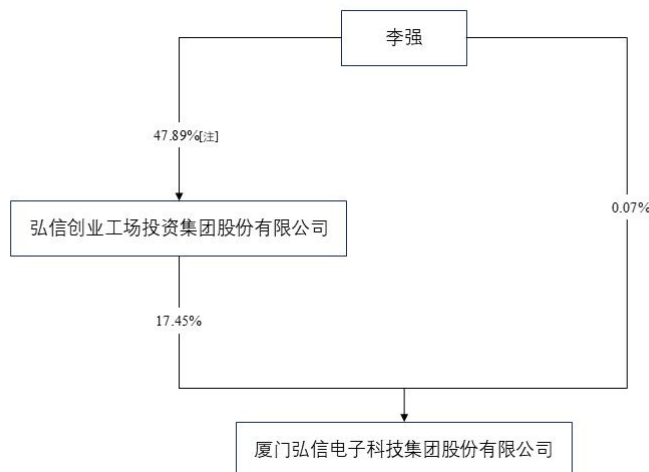 李强
47.89%[注]
弘信创业工场投资集团股份有限公司
0.07%
17.45%
厦门弘信电子科技集团股份有限公司